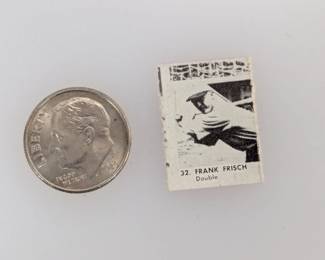 LIBERTY
32. FRANK FRISCH
Double